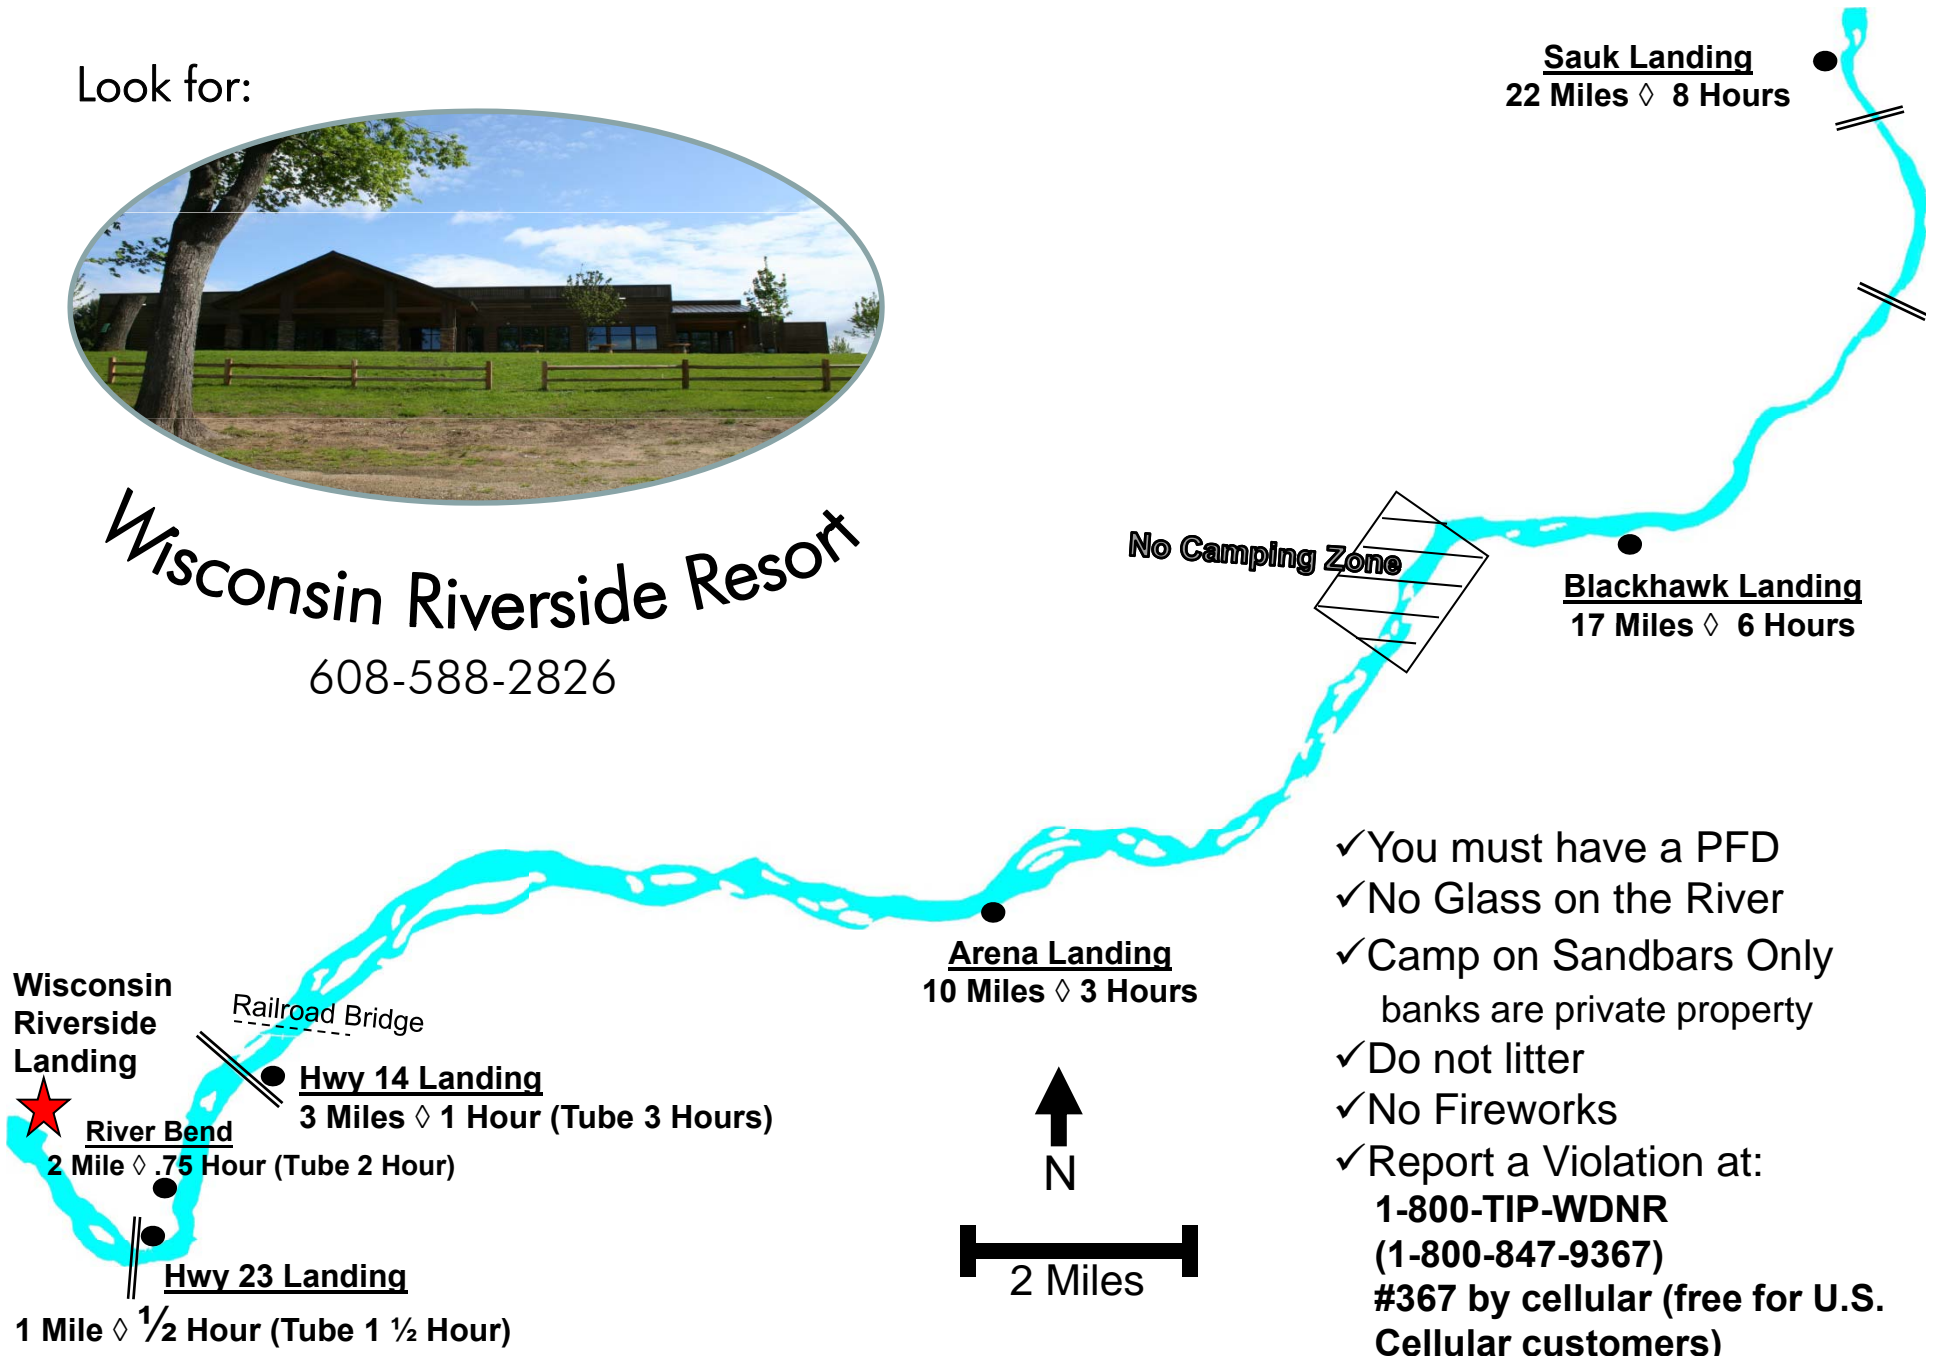 Look for:
Wisconsin Riverside Resort
608-588-2826
Sauk Landing
22 Miles ◊ 8 Hours
No Camping Zone
Blackhawk Landing
17 Miles ◊ 6 Hours
Arena Landing
10 Miles ◊ 3 Hours
Wisconsin
Riverside
Landing
Railroad Bridge
Hwy 14 Landing
3 Miles ◊ 1 Hour (Tube 3 Hours)
River Bend
2 Mile ◊ .75 Hour (Tube 2 Hour)
Hwy 23 Landing
1 Mile ◊ ½ Hour (Tube 1 ½ Hour)
N
2 Miles
✓You must have a PFD
✓No Glass on the River
✓Camp on Sandbars Only
banks are private property
✓Do not litter
✓No Fireworks
✓Report a Violation at:
1-800-TIP-WDNR
(1-800-847-9367)
#367 by cellular (free for U.S.
Cellular customers)